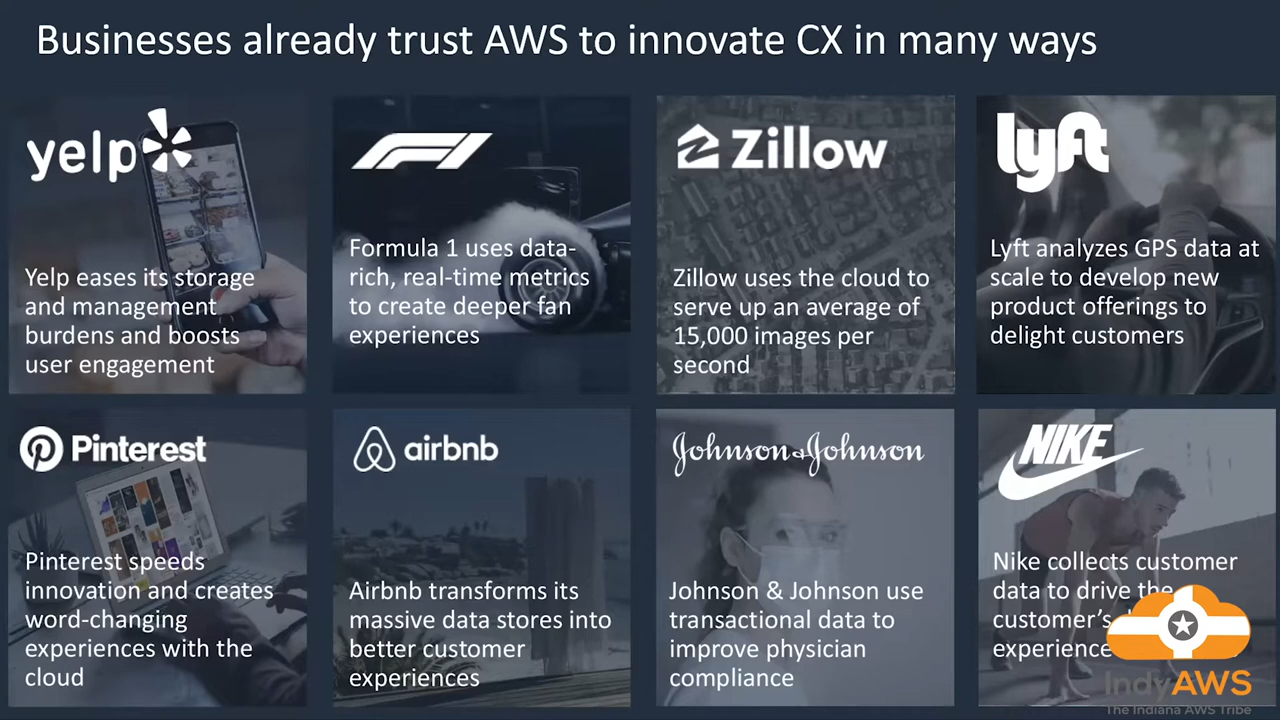 Businesses already trust AWS to innovate CX in many ways
yelp
Yelp eases its storage
and management
burdens and boosts
user engagement
F1
Formula 1 uses data-
rich, real-time metrics
to create deeper fan
experiences
Zillow
Zillow uses the cloud to
serve up an average of
15,000 images per
second
lyft
Lyft analyzes GPS data at
scale to develop new
product offerings to
delight customers
Pinterest
Pinterest speeds
innovation and creates
word-changing
experiences with the
cloud
airbnb
Airbnb transforms its
massive data stores into
better customer
experiences
Johnson & Johnson
Johnson & Johnson use
transactional data to
improve physician
compliance
NIKE
Nike collects customer
data to drive the
customer's
experience
IndyAWS
The Indiana AWS Tribe